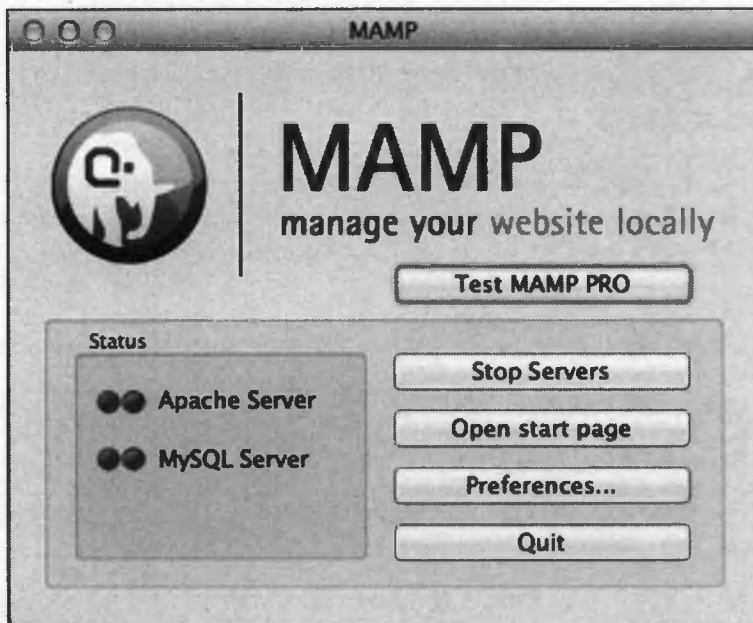 MAMP
MAMP
manage your website locally
Test MAMP PRO
Status
Apache Server
MySQL Server
Stop Servers
Open start page
Preferences...
Quit